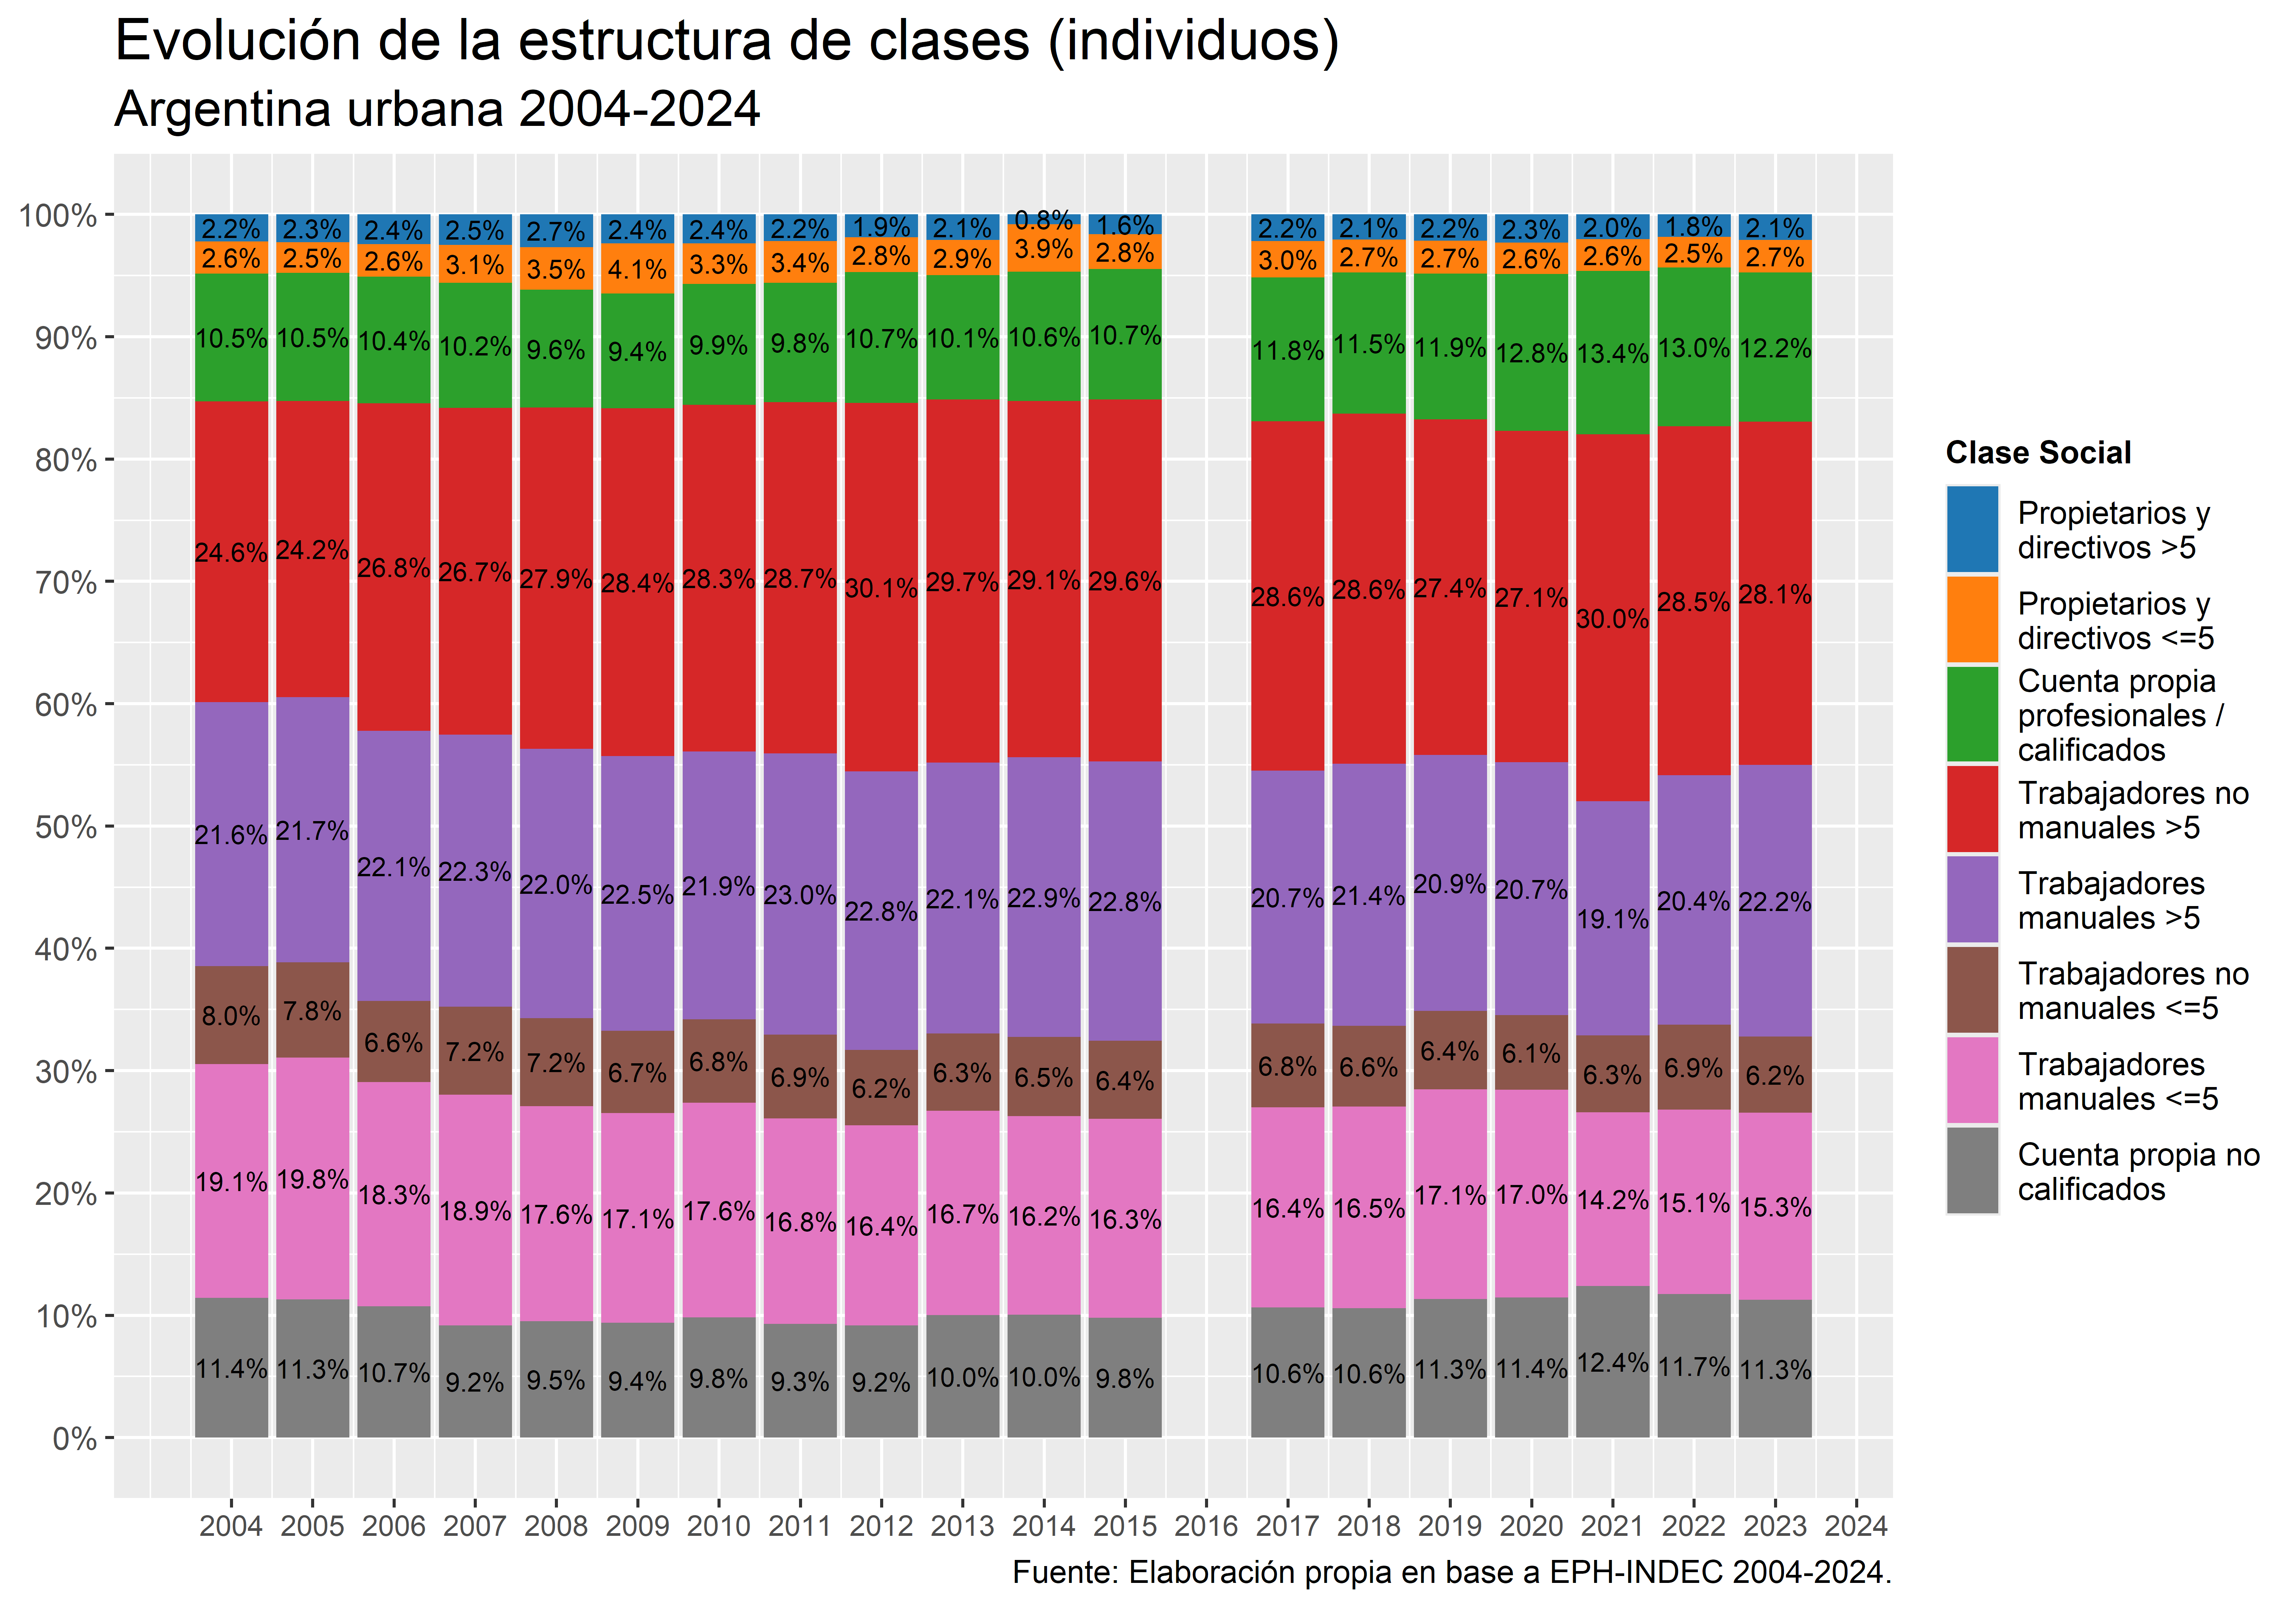 Evolución de la estructura de clases (individuos)
Argentina urbana 2004-2024
100%
90%
80%
70%
60%
50%
40%
30%
20%
10%
0%
2.2% 2.3% 2.4% 2.5% 2.7% 2.4% 2.4% 2.2% 1.9% 2.1% 0.8% 1.6% 2.2% 2.1% 2.2% 2.3% 2.0% 1.8% 2.1%
2.6% 2.5% 2.6% 3.1% 3.5% 4.1% 3.3% 3.4% 2.8% 2.9% 3.9% 2.8% 3.0% 2.7% 2.7% 2.6% 2.6% 2.5% 2.7%
10.5% 10.5% 10.4% 10.2% 9.6% 9.4% 9.9% 9.8% 10.7% 10.1% 10.6% 10.7% 11.8% 11.5% 11.9% 12.8% 13.4% 13.0% 12.2%
24.6% 24.2% 26.8% 26.7% 27.9% 28.4% 28.3% 28.7% 30.1% 29.7% 29.1% 29.6% 28.6% 28.6% 27.4% 27.1% 30.0% 28.5% 28.1%
21.6% 21.7% 22.1% 22.3% 22.0% 22.5% 21.9% 23.0% 22.8% 22.1% 22.9% 22.8% 20.7% 21.4% 20.9% 20.7% 19.1% 20.4% 22.2%
8.0% 7.8% 6.6% 7.2% 7.2% 6.7% 6.8% 6.9% 6.2% 6.3% 6.5% 6.4% 6.8% 6.6% 6.4% 6.1% 6.3% 6.9% 6.2%
19.1% 19.8% 18.3% 18.9% 17.6% 17.1% 17.6% 16.8% 16.4% 16.7% 16.2% 16.3% 16.4% 16.5% 17.1% 17.0% 14.2% 15.1% 15.3%
11.4% 11.3% 10.7% 9.2% 9.5% 9.4% 9.8% 9.3% 9.2% 10.0% 10.0% 9.8% 10.6% 10.6% 11.3% 11.4% 12.4% 11.7% 11.3%
2004 2005 2006 2007 2008 2009 2010 2011 2012 2013 2014 2015 2016 2017 2018 2019 2020 2021 2022 2023 2024
Clase Social
Propietarios y
directivos >5
Propietarios y
directivos <=5
Cuenta propia
profesionales /
calificados
Trabajadores no
manuales >5
Trabajadores
manuales >5
Trabajadores no
manuales <=5
Trabajadores
manuales <=5
Cuenta propia no
calificados
Fuente: Elaboración propia en base a EPH-INDEC 2004-2024.